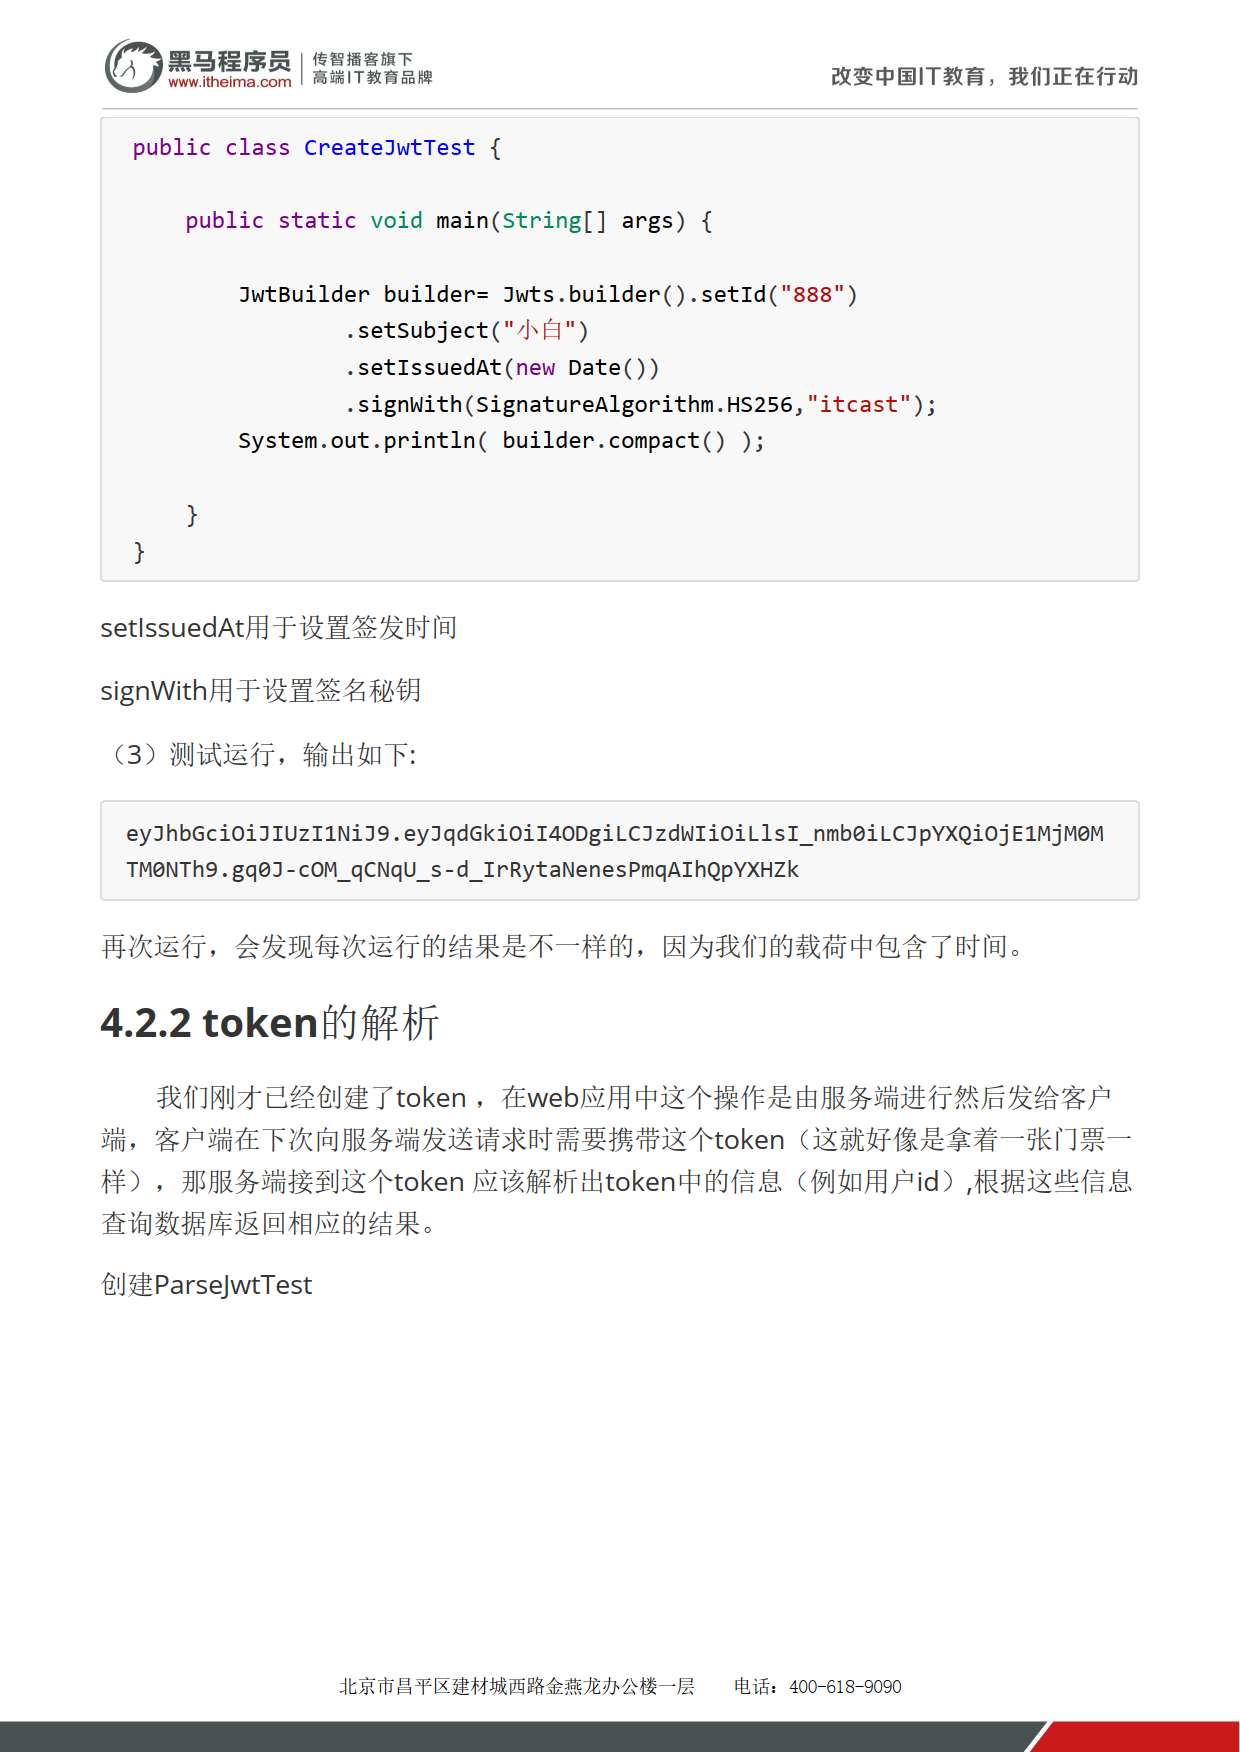 黑马程序员
www.itheima.com
传智播客旗下
高端IT教育品牌
改变中国IT教育，我们正在行动
public class CreateJwtTest {
    public static void main(String[] args) {
        JwtBuilder builder= Jwts.builder().setId("888")
                .setSubject("小白")
                .setIssuedAt(new Date())
                .signWith(SignatureAlgorithm.HS256,"itcast");
        System.out.println( builder.compact() );
    }
}
setIssuedAt用于设置签发时间
signWith用于设置签名秘钥
（3）测试运行，输出如下:
eyJhbGciOiJIUzI1NiJ9.eyJqdGkiOiI4ODgiLCJzdWIiOiLlsI_nmb0iLCJpYXQiOjE1MjM0M
TM0NTh9.gq0J-cOM_qCNqU_s-d_IrRytaNenesPmqAIhQpYXHZk
再次运行，会发现每次运行的结果是不一样的，因为我们的载荷中包含了时间。
4.2.2 token的解析
我们刚才已经创建了token ，在web应用中这个操作是由服务端进行然后发给客户
端，客户端在下次向服务端发送请求时需要携带这个token（这就好像是拿着一张门票一
样），那服务端接到这个token 应该解析出token中的信息（例如用户id）,根据这些信息
查询数据库返回相应的结果。
创建ParseJwtTest
北京市昌平区建材城西路金燕龙办公楼一层 电话：400-618-9090